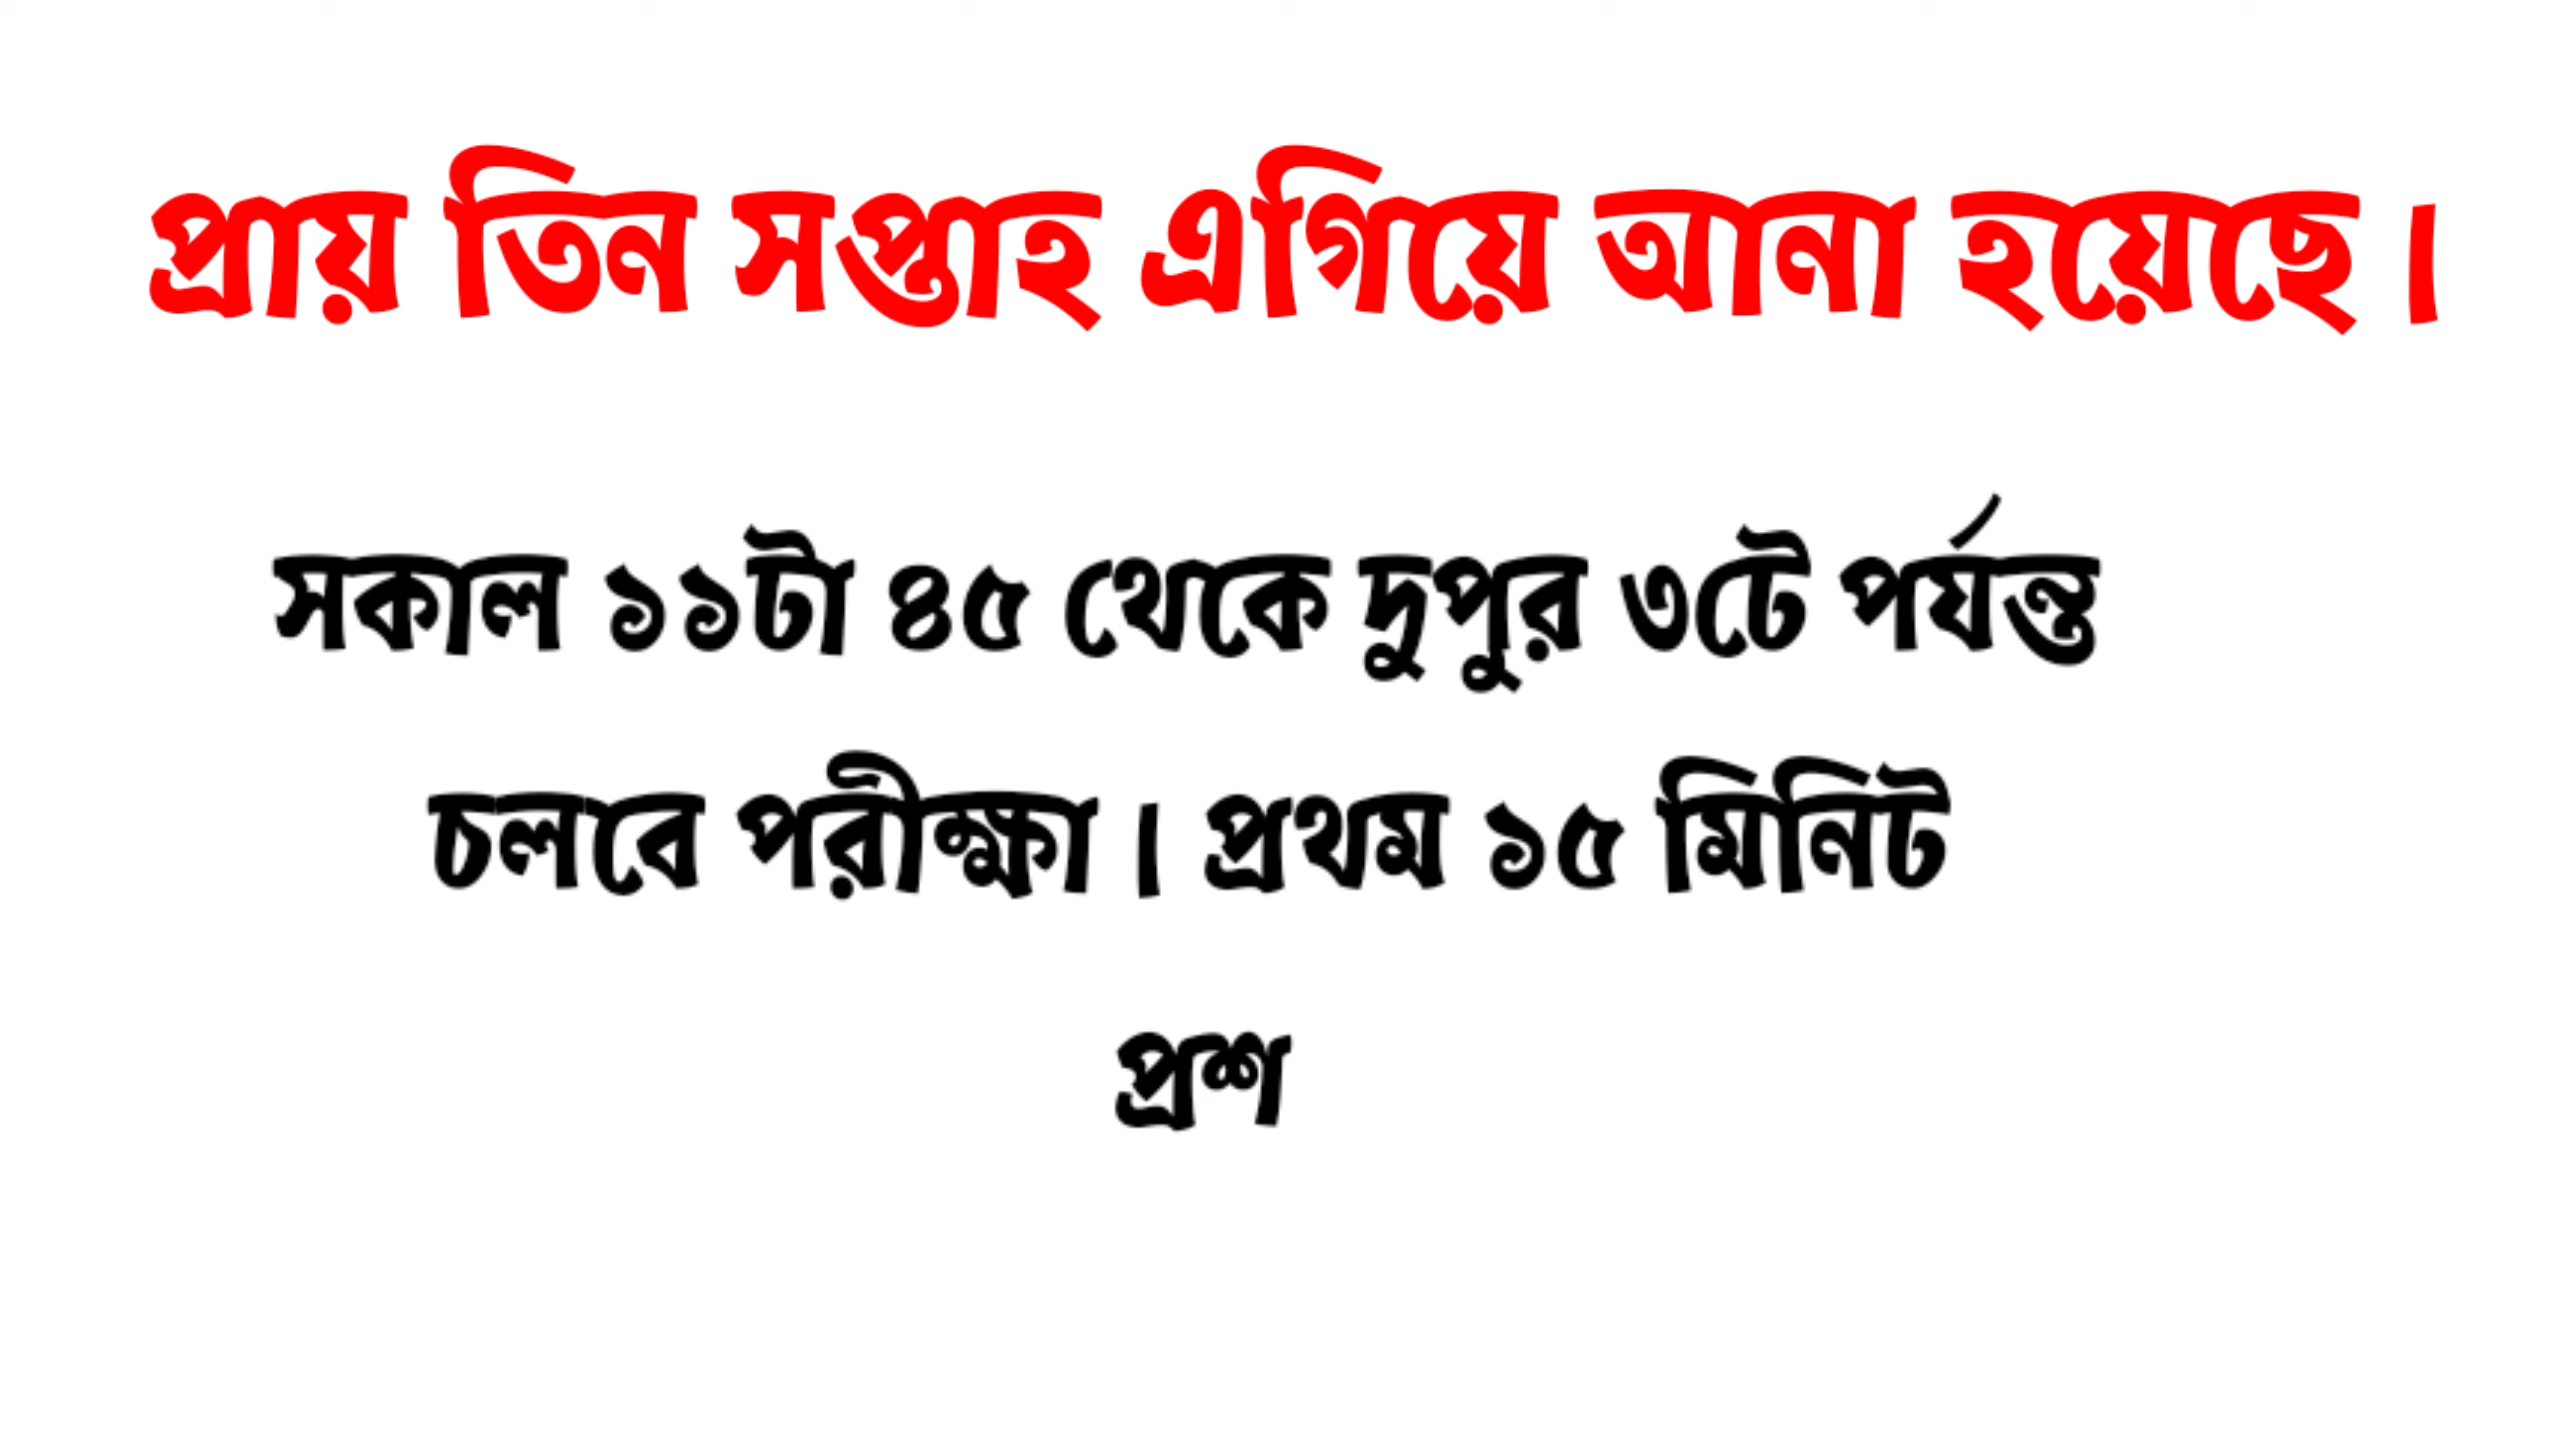 প্রায় তিন সপ্তাহ এগিয়ে আনা হয়েছে।
সকাল ১১টা ৪৫ থেকে দুপুর ৩টে পর্যন্ত
চলবে পরীক্ষা। প্রথম ১৫ মিনিট
প্রশ